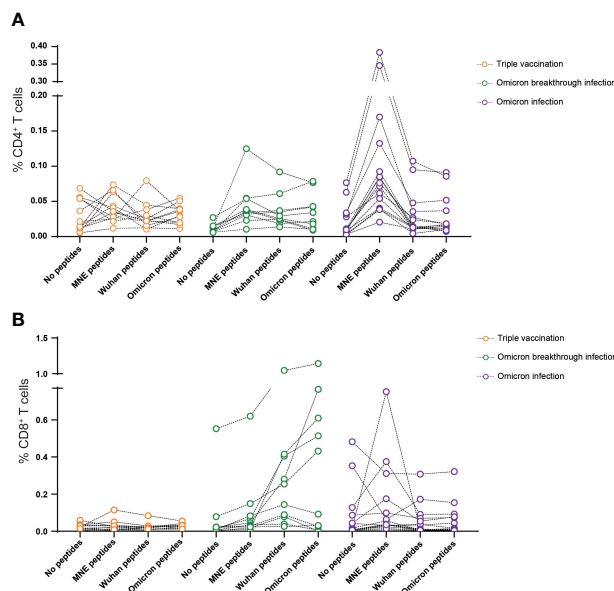 A
% CD4⁺ T cells
0.40
0.35
0.30
0.20
0.15
0.10
0.05
0.00
No peptides
MNE peptides
Wuhan peptides
Omicron peptides
No peptides
MNE peptides
Wuhan peptides
Omicron peptides
No peptides
MNE peptides
Wuhan peptides
Omicron peptides
Triple vaccination
Omicron breakthrough infection
Omicron infection
B
% CD8⁺ T cells
1.5
1.0
0.6
0.4
0.2
0.0
No peptides
MNE peptides
Wuhan peptides
Omicron peptides
No peptides
MNE peptides
Wuhan peptides
Omicron peptides
No peptides
MNE peptides
Wuhan peptides
Omicron peptides
Triple vaccination
Omicron breakthrough infection
Omicron infection